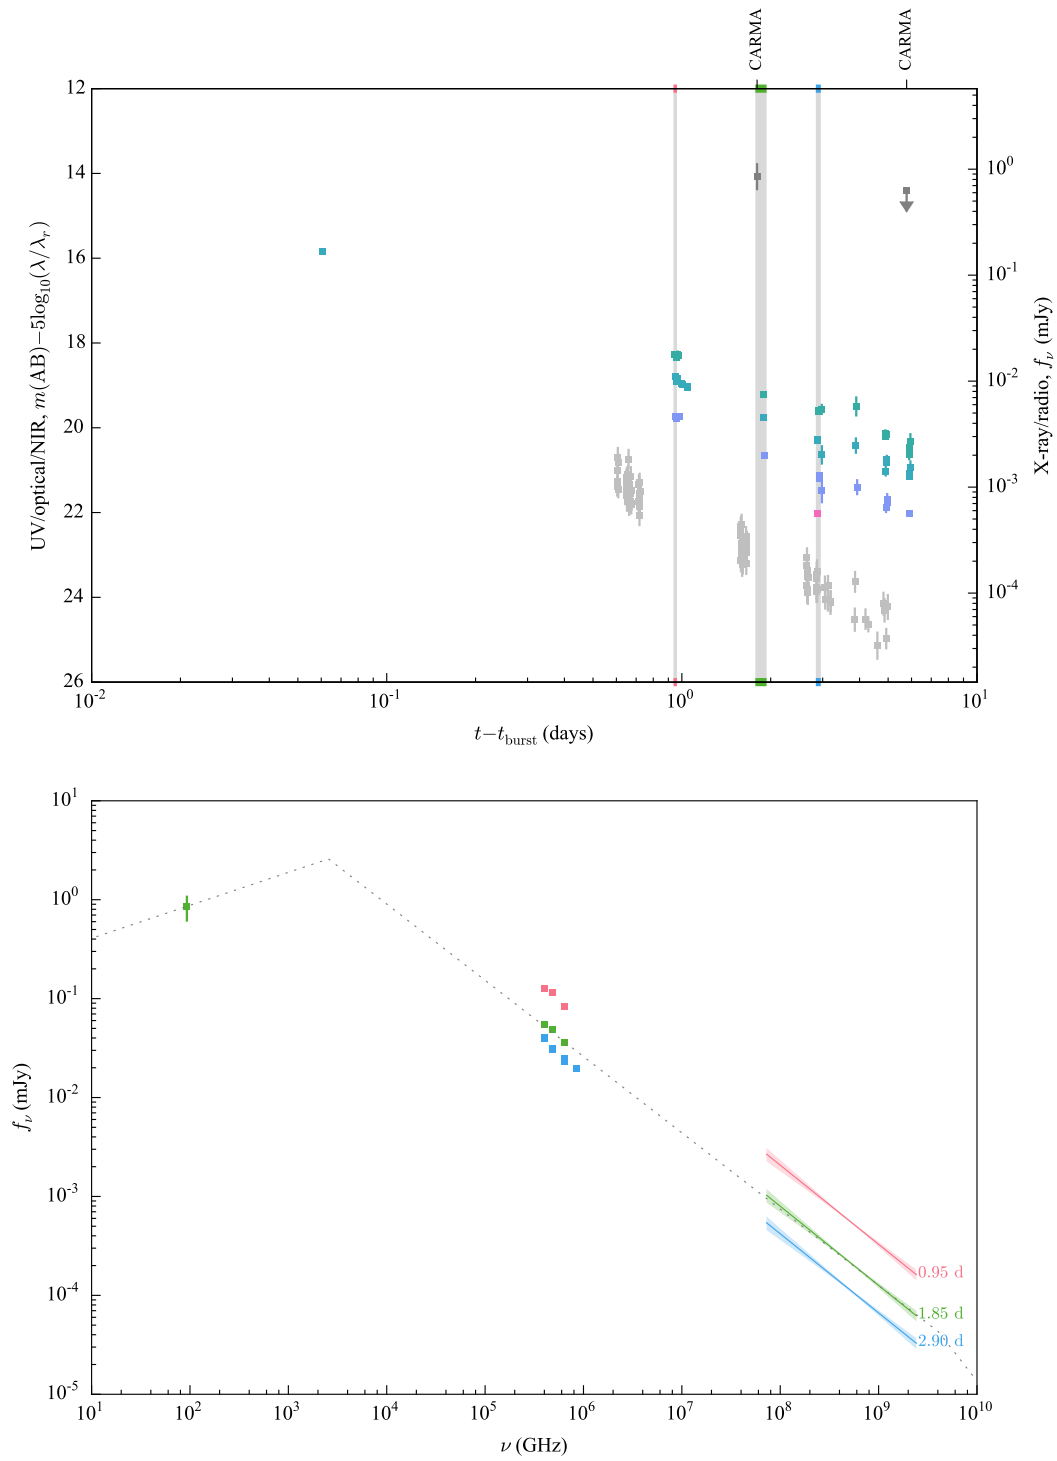 CARMA CARMA
12
14
16
18
20
22
24
26
10^0
10^-1
10^-2
10^-3
10^-4
UV/optical/NIR, m(AB)−5log₁₀(λ/λᵣ)
X-ray/radio, f_ν (mJy)
10^-2 10^-1 10^0 10^1
t−t_burst (days)
10^1
10^0
10^-1
10^-2
10^-3
10^-4
10^-5
f_ν (mJy)
0.95 d
1.85 d
2.90 d
10^1 10^2 10^3 10^4 10^5 10^6 10^7 10^8 10^9 10^10
ν (GHz)